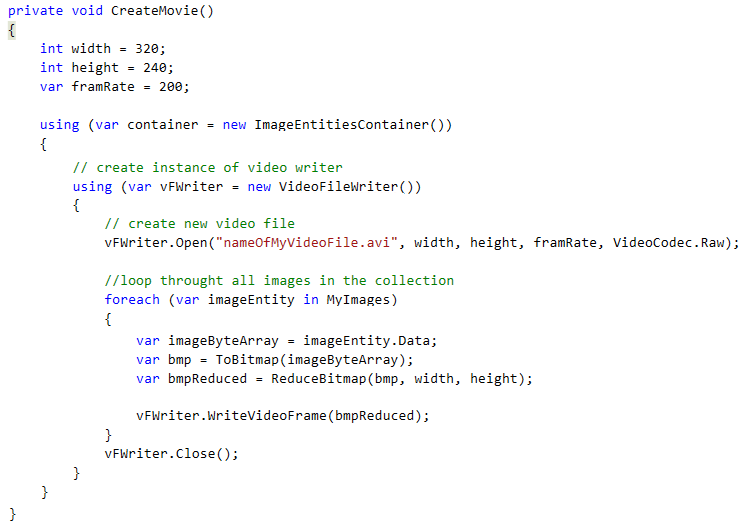 private void CreateMovie()
{
    int width = 320;
    int height = 240;
    var framRate = 200;

    using (var container = new ImageEntitiesContainer())
    {
        // create instance of video writer
        using (var vFWriter = new VideoFileWriter())
        {
            // create new video file
            vFWriter.Open("nameOfMyVideoFile.avi", width, height, framRate, VideoCodec.Raw);

            //loop throught all images in the collection
            foreach (var imageEntity in MyImages)
            {
                var imageByteArray = imageEntity.Data;
                var bmp = ToBitmap(imageByteArray);
                var bmpReduced = ReduceBitmap(bmp, width, height);

                vFWriter.WriteVideoFrame(bmpReduced);
            }
            vFWriter.Close();
        }
    }
}